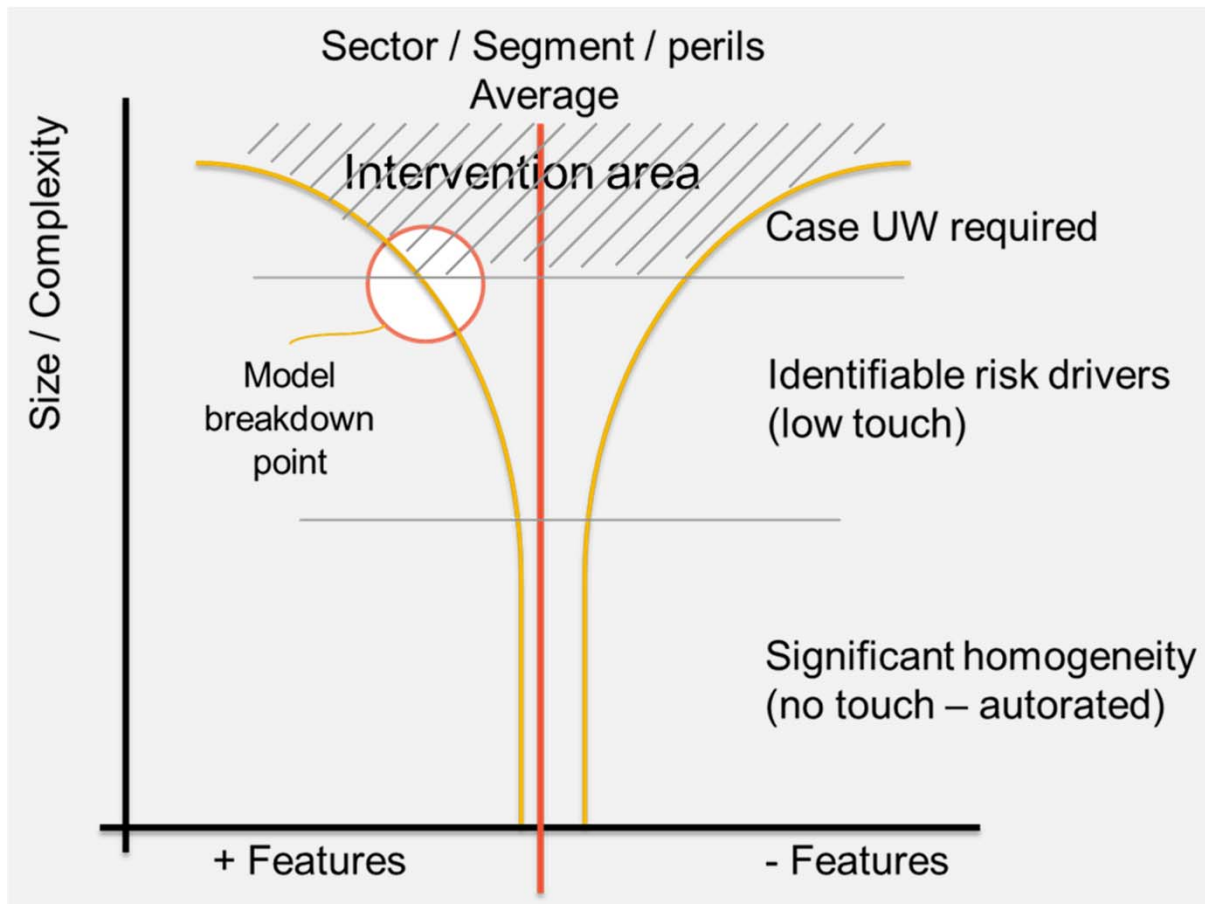 Sector / Segment / perils
Average
Size / Complexity
Intervention area
Case UW required
Model
breakdown
point
Identifiable risk drivers
(low touch)
Significant homogeneity
(no touch – autorated)
+ Features
- Features